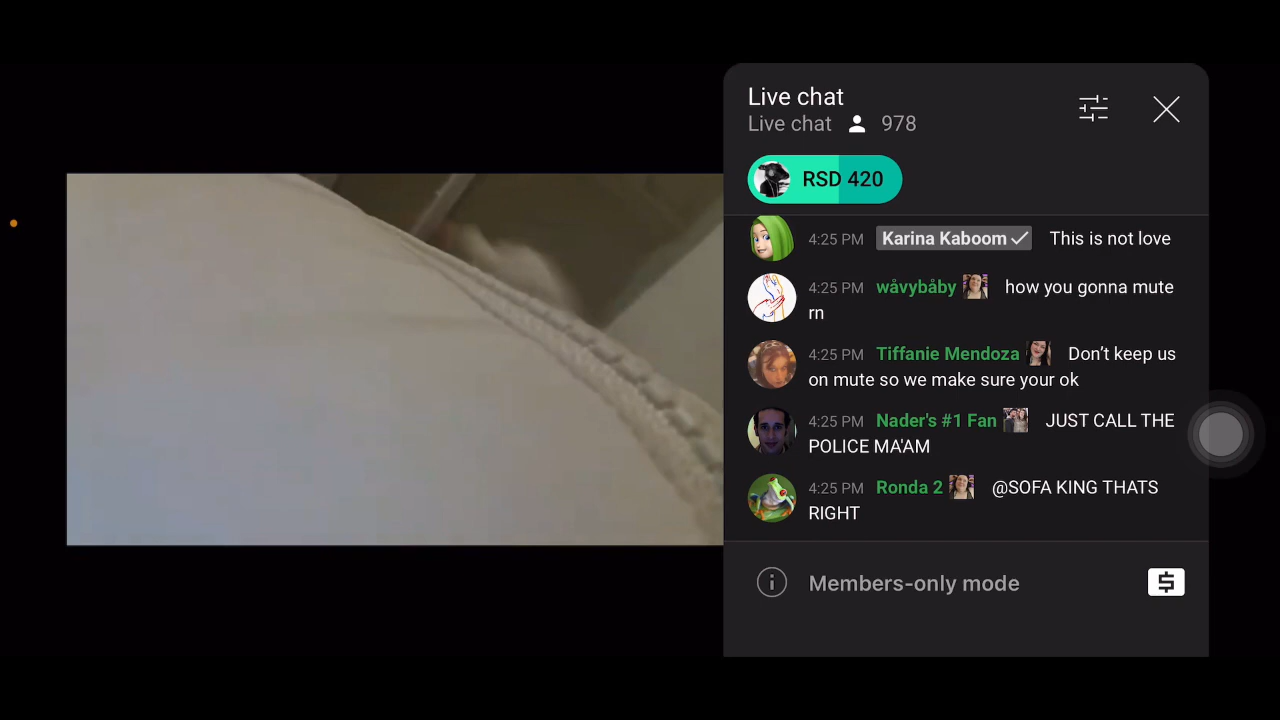 Live chat
Live chat 978
RSD 420
4:25 PM Karina Kaboom This is not love
4:25 PM wåvybåby how you gonna mute
rn
4:25 PM Tiffanie Mendoza Don’t keep us
on mute so we make sure your ok
4:25 PM Nader's #1 Fan JUST CALL THE
POLICE MA'AM
4:25 PM Ronda 2 @SOFA KING THATS
RIGHT
Members-only mode